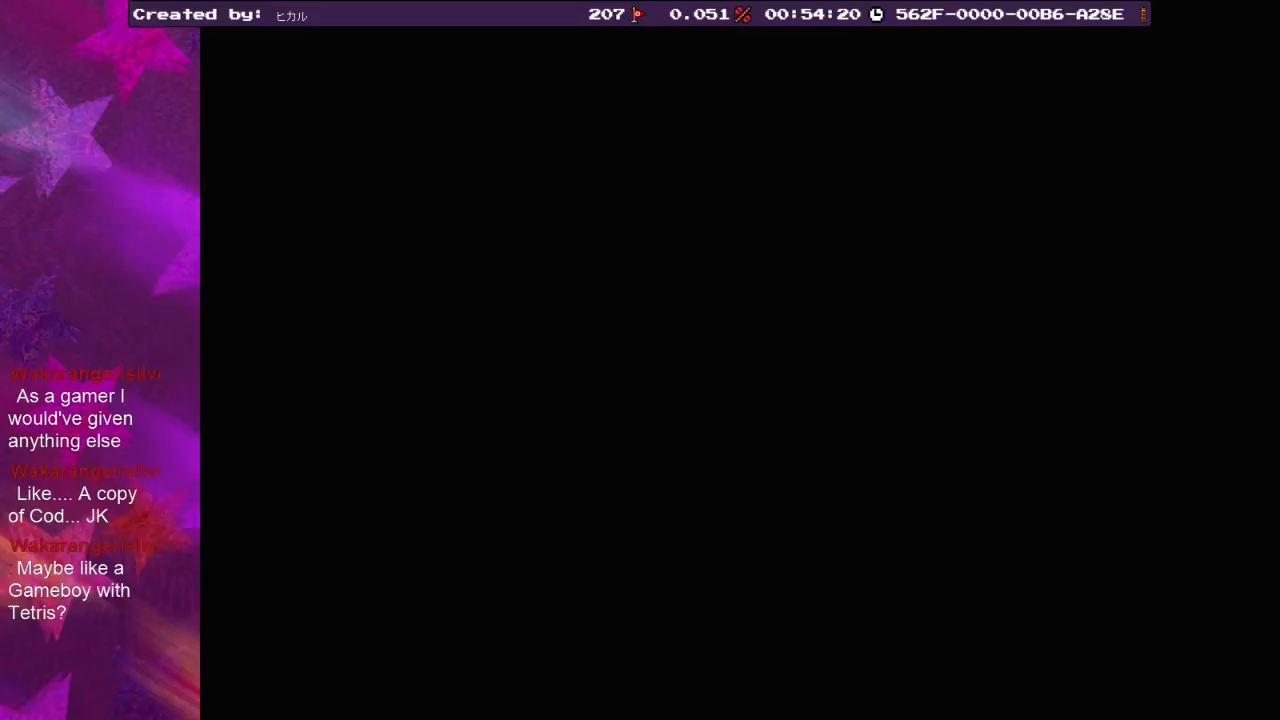 Created by: ヒカル 207 0.051 00:54:20 562F-0000-00B6-A28E
As a gamer I
would've given
anything else
Like.... A copy
of Cod... JK
: Maybe like a
Gameboy with
Tetris?